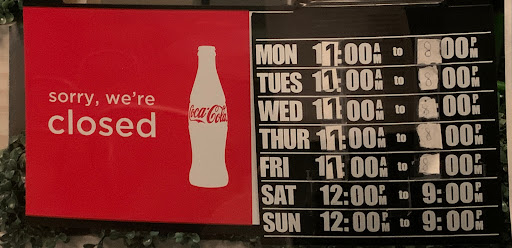 sorry, we're
closed
Coca-Cola
MON 11:00AM to 8:00PM
TUES 11:00AM to 8:00PM
WED 11:00AM to 8:00PM
THUR 11:00AM to 8:00PM
FRI 11:00AM to 8:00PM
SAT 12:00PM to 9:00PM
SUN 12:00PM to 9:00PM